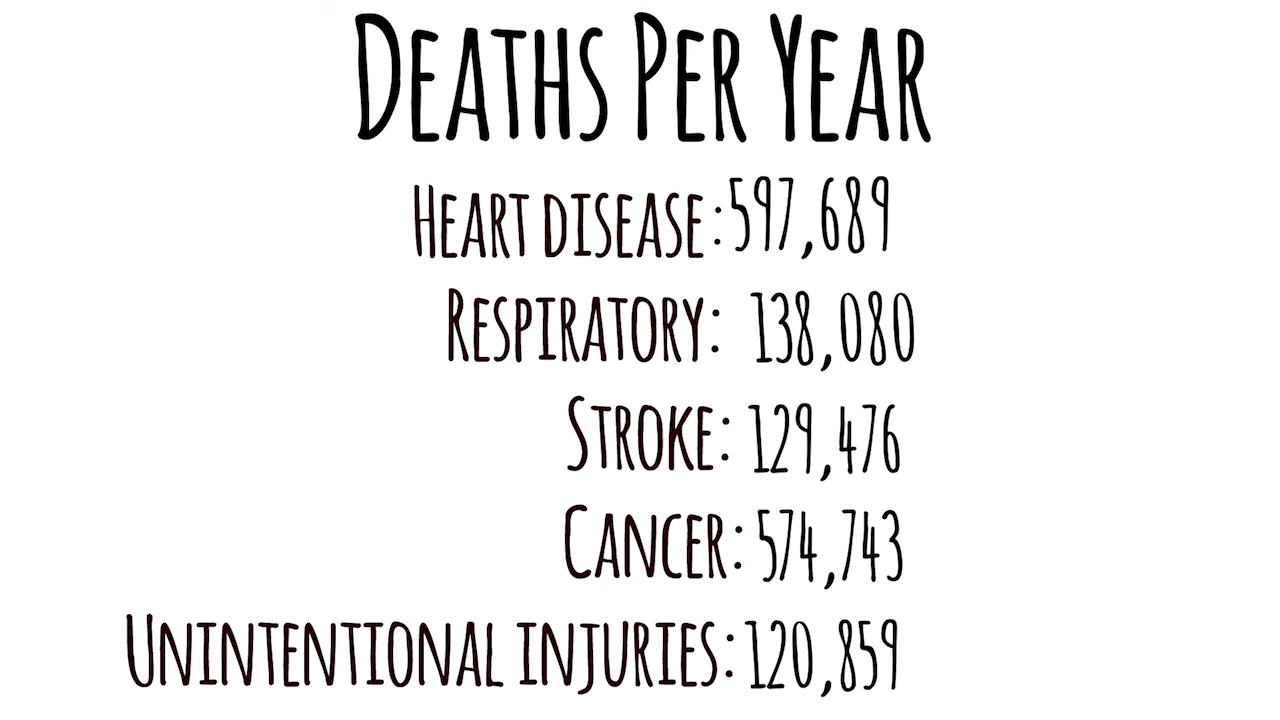 Deaths Per Year
Heart disease: 597,689
Respiratory: 138,080
Stroke: 129,476
Cancer: 574,743
Unintentional injuries: 120,859